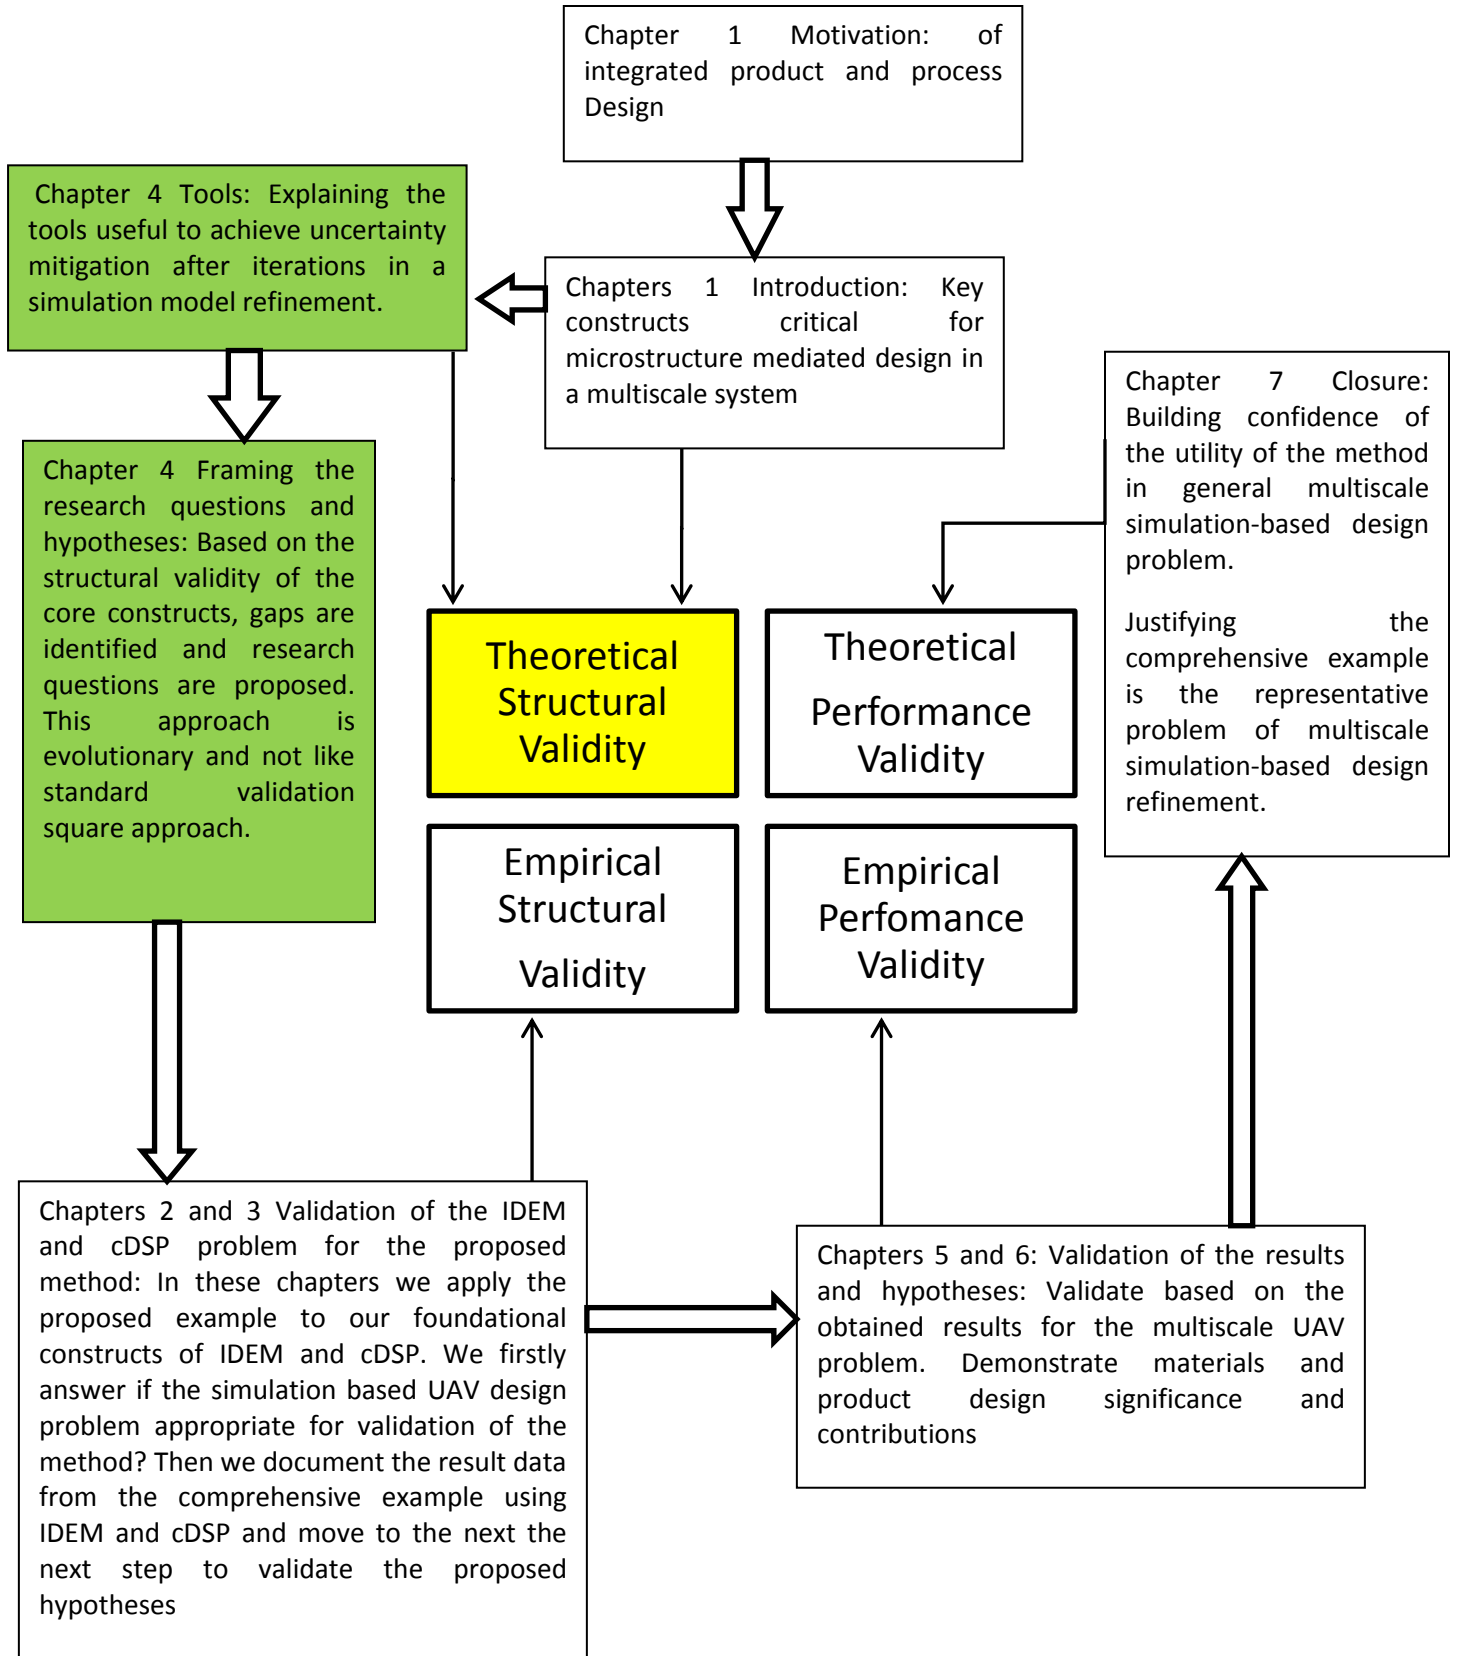 Chapter 1 Motivation: of
integrated product and process
Design
Chapter 4 Tools: Explaining the
tools useful to achieve uncertainty
mitigation after iterations in a
simulation model refinement.
Chapters 1 Introduction: Key
constructs critical for
microstructure mediated design in
a multiscale system
Chapter 4 Framing the
research questions and
hypotheses: Based on the
structural validity of the
core constructs, gaps are
identified and research
questions are proposed.
This approach is
evolutionary and not like
standard validation
square approach.
Chapter 7 Closure:
Building confidence of
the utility of the method
in general multiscale
simulation-based design
problem.
Justifying the
comprehensive example
is the representative
problem of multiscale
simulation-based design
refinement.
Theoretical
Structural
Validity
Theoretical
Performance
Validity
Empirical
Structural
Validity
Empirical
Perfomance
Validity
Chapters 2 and 3 Validation of the IDEM
and cDSP problem for the proposed
method: In these chapters we apply the
proposed example to our foundational
constructs of IDEM and cDSP. We firstly
answer if the simulation based UAV design
problem appropriate for validation of the
method? Then we document the result data
from the comprehensive example using
IDEM and cDSP and move to the next the
next step to validate the proposed
hypotheses
Chapters 5 and 6: Validation of the results
and hypotheses: Validate based on the
obtained results for the multiscale UAV
problem. Demonstrate materials and
product design significance and
contributions